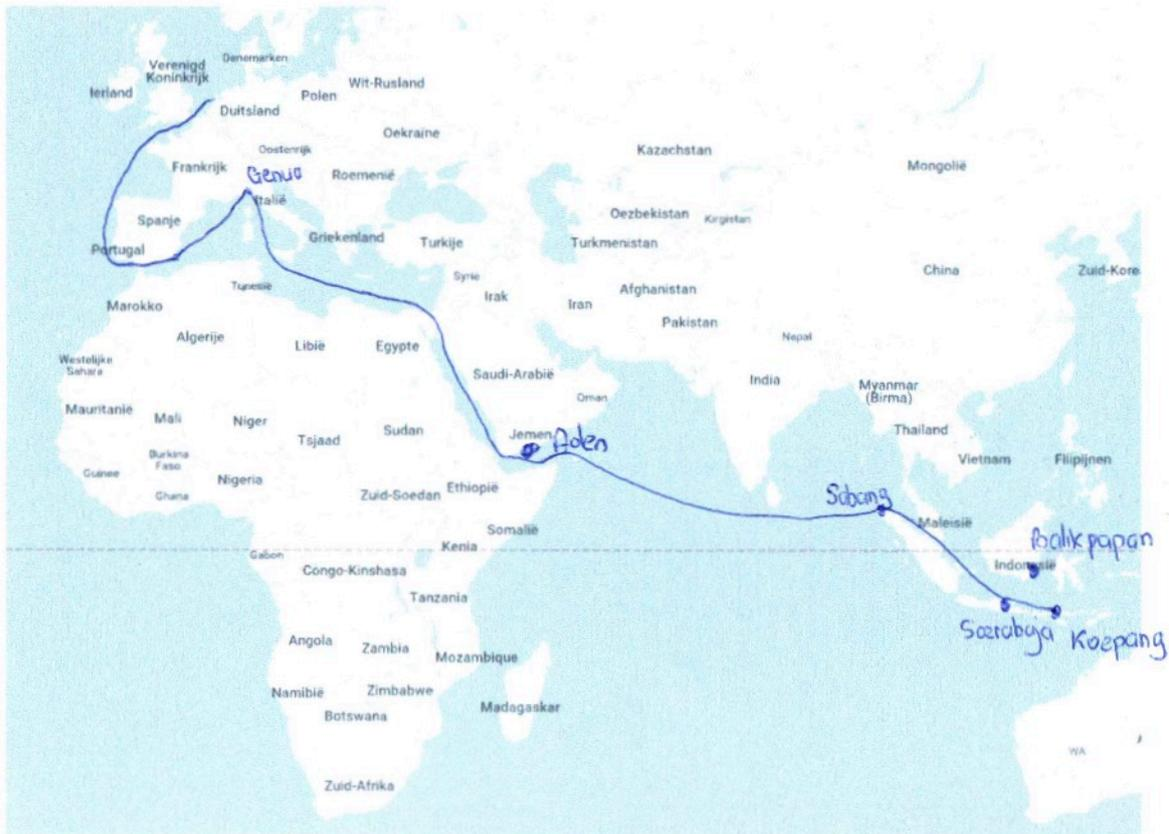 Denemarken
Verenigd
Koninkrijk
Ierland
Duitsland
Polen
Wit-Rusland
Oekraïne
Oostenrijk
Frankrijk
Genua
Roemenië
Italië
Spanje
Portugal
Griekenland
Turkije
Kazachstan
Mongolië
Oezbekistan
Kirgistan
Turkmenistan
Syrië
Irak
Iran
Afghanistan
Pakistan
China
Zuid-Kore
Tunesië
Marokko
Algerije
Libië
Egypte
Nepal
Westelijke
Sahara
Saudi-Arabië
Oman
India
Myanmar
(Birma)
Mauritanië
Mali
Niger
Tsjaad
Sudan
Jemen
Aden
Thailand
Vietnam
Filipijnen
Burkina
Faso
Guinee
Ghana
Nigeria
Zuid-Soedan
Ethiopië
Somalië
Sabang
Maleisië
Balikpapan
Indonesië
Gabon
Kenia
Congo-Kinshasa
Tanzania
Soerabaja
Koepang
Angola
Zambia
Mozambique
Namibië
Zimbabwe
Botswana
Madagaskar
WA
Zuid-Afrika